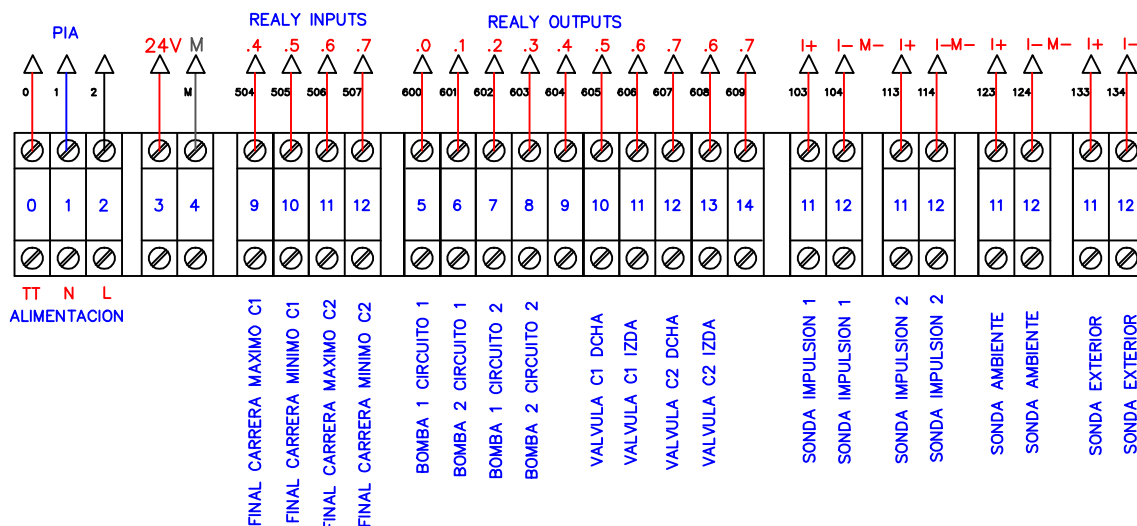 REALY INPUTS
REALY OUTPUTS
PIA
24V M
.4 .5 .6 .7
.0 .1 .2 .3 .4 .5 .6 .7 .6 .7
I+ I- M- I+ I-M- I+ I- M- I+ I-
0 1 2 M
504 505 506 507
600 601 602 603 604 605 606 607 608 609
103 104 113 114 123 124 133 134
0 1 2 3 4 9 10 11 12 5 6 7 8 9 10 11 12 13 14 11 12 11 12 11 12 11 12
TT N L
ALIMENTACION
FINAL CARRERA MAXIMO C1
FINAL CARRERA MINIMO C1
FINAL CARRERA MAXIMO C2
FINAL CARRERA MINIMO C2
BOMBA 1 CIRCUITO 1
BOMBA 2 CIRCUITO 1
BOMBA 1 CIRCUITO 2
BOMBA 2 CIRCUITO 2
VALVULA C1 DCHA
VALVULA C1 IZDA
VALVULA C2 DCHA
VALVULA C2 IZDA
SONDA IMPULSION 1
SONDA IMPULSION 1
SONDA IMPULSION 2
SONDA IMPULSION 2
SONDA AMBIENTE
SONDA AMBIENTE
SONDA EXTERIOR
SONDA EXTERIOR